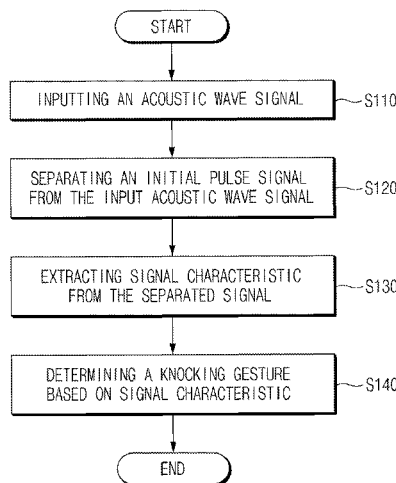 START
INPUTTING AN ACOUSTIC WAVE SIGNAL
S110
SEPARATING AN INITIAL PULSE SIGNAL
FROM THE INPUT ACOUSTIC WAVE SIGNAL
S120
EXTRACTING SIGNAL CHARACTERISTIC
FROM THE SEPARATED SIGNAL
S130
DETERMINING A KNOCKING GESTURE
BASED ON SIGNAL CHARACTERISTIC
S140
END